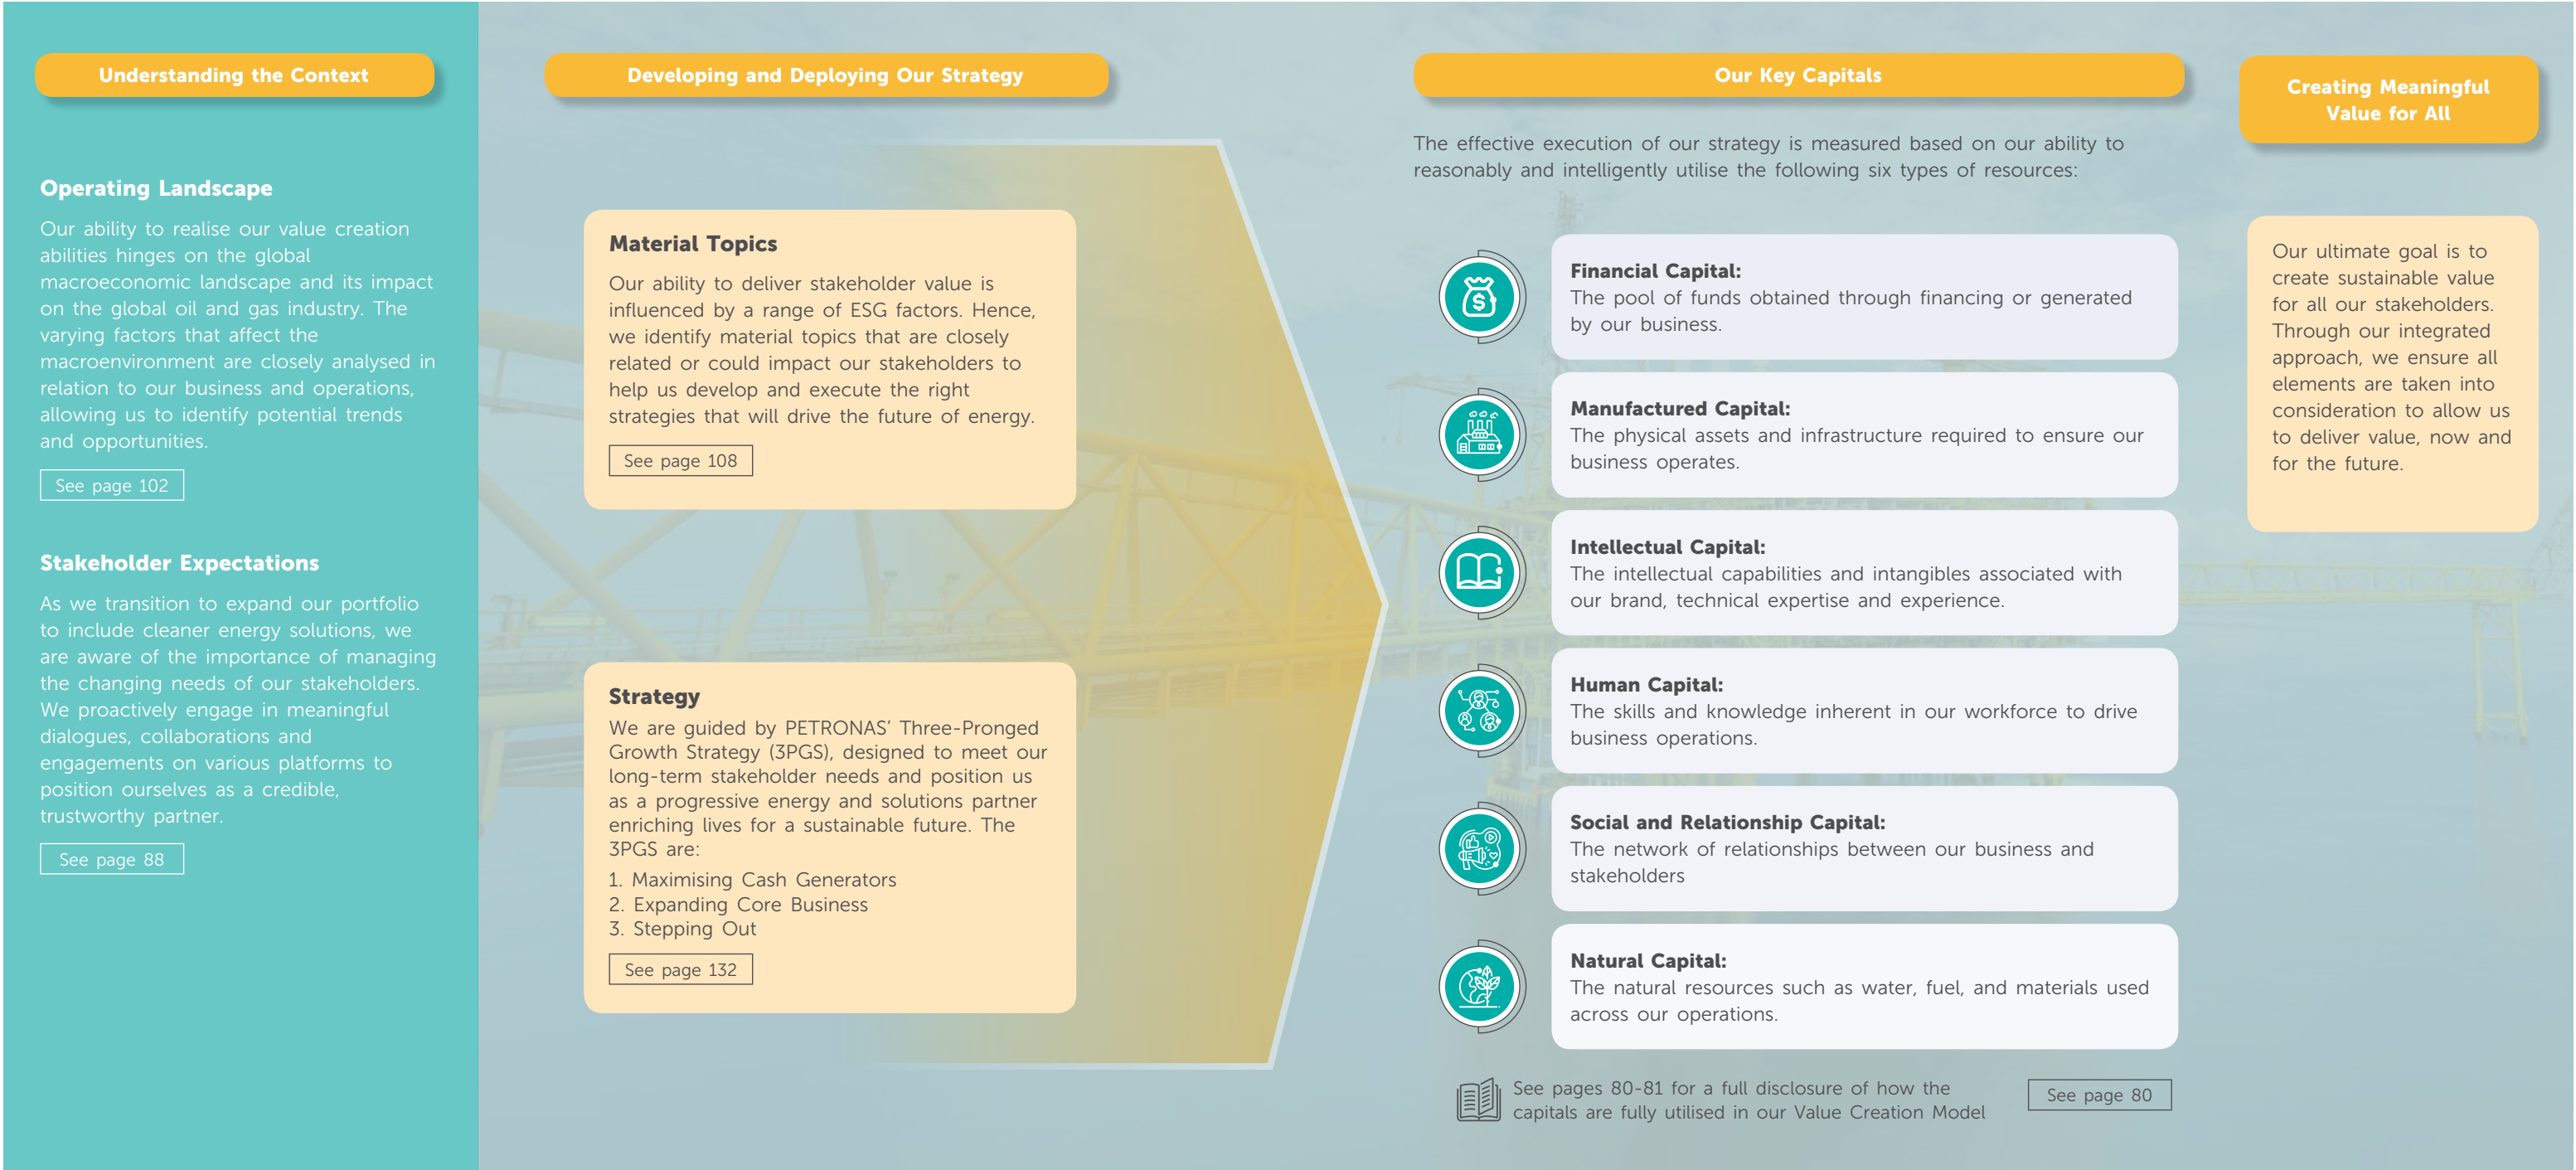 Understanding the Context
Operating Landscape
Our ability to realise our value creation
abilities hinges on the global
macroeconomic landscape and its impact
on the global oil and gas industry. The
varying factors that affect the
macroenvironment are closely analysed in
relation to our business and operations,
allowing us to identify potential trends
and opportunities.
See page 102
Stakeholder Expectations
As we transition to expand our portfolio
to include cleaner energy solutions, we
are aware of the importance of managing
the changing needs of our stakeholders.
We proactively engage in meaningful
dialogues, collaborations and
engagements on various platforms to
position ourselves as a credible,
trustworthy partner.
See page 88
Developing and Deploying Our Strategy
Material Topics
Our ability to deliver stakeholder value is
influenced by a range of ESG factors. Hence,
we identify material topics that are closely
related or could impact our stakeholders to
help us develop and execute the right
strategies that will drive the future of energy.
See page 108
Strategy
We are guided by PETRONAS’ Three-Pronged
Growth Strategy (3PGS), designed to meet our
long-term stakeholder needs and position us
as a progressive energy and solutions partner
enriching lives for a sustainable future. The
3PGS are:
1. Maximising Cash Generators
2. Expanding Core Business
3. Stepping Out
See page 132
Our Key Capitals
The effective execution of our strategy is measured based on our ability to
reasonably and intelligently utilise the following six types of resources:
Financial Capital:
The pool of funds obtained through financing or generated
by our business.
Manufactured Capital:
The physical assets and infrastructure required to ensure our
business operates.
Intellectual Capital:
The intellectual capabilities and intangibles associated with
our brand, technical expertise and experience.
Human Capital:
The skills and knowledge inherent in our workforce to drive
business operations.
Social and Relationship Capital:
The network of relationships between our business and
stakeholders
Natural Capital:
The natural resources such as water, fuel, and materials used
across our operations.
See pages 80-81 for a full disclosure of how the
capitals are fully utilised in our Value Creation Model
See page 80
Creating Meaningful
Value for All
Our ultimate goal is to
create sustainable value
for all our stakeholders.
Through our integrated
approach, we ensure all
elements are taken into
consideration to allow us
to deliver value, now and
for the future.